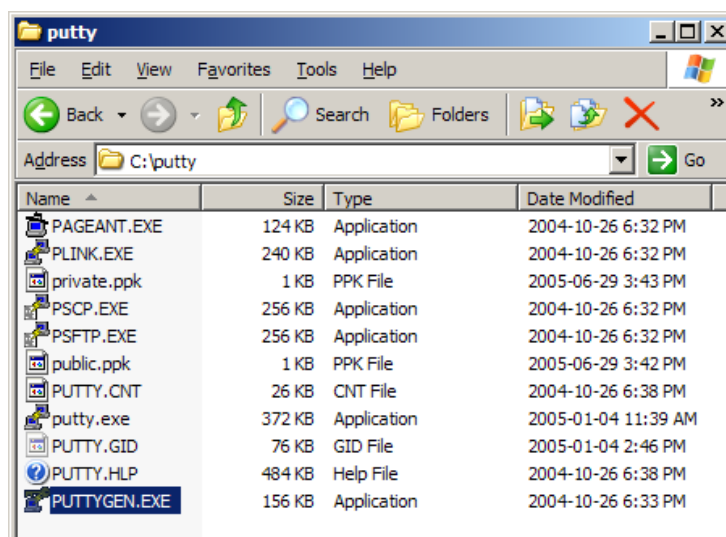 putty
File Edit View Favorites Tools Help
Back Search Folders »
Address C:\putty Go
Name Size Type Date Modified
PAGEANT.EXE 124 KB Application 2004-10-26 6:32 PM
PLINK.EXE 240 KB Application 2004-10-26 6:32 PM
private.ppk 1 KB PPK File 2005-06-29 3:43 PM
PSCP.EXE 256 KB Application 2004-10-26 6:32 PM
PSFTP.EXE 256 KB Application 2004-10-26 6:32 PM
public.ppk 1 KB PPK File 2005-06-29 3:42 PM
PUTTY.CNT 26 KB CNT File 2004-10-26 6:38 PM
putty.exe 372 KB Application 2005-01-04 11:39 AM
PUTTY.GID 76 KB GID File 2005-01-04 2:46 PM
PUTTY.HLP 484 KB Help File 2004-10-26 6:38 PM
PUTTYGEN.EXE 156 KB Application 2004-10-26 6:33 PM